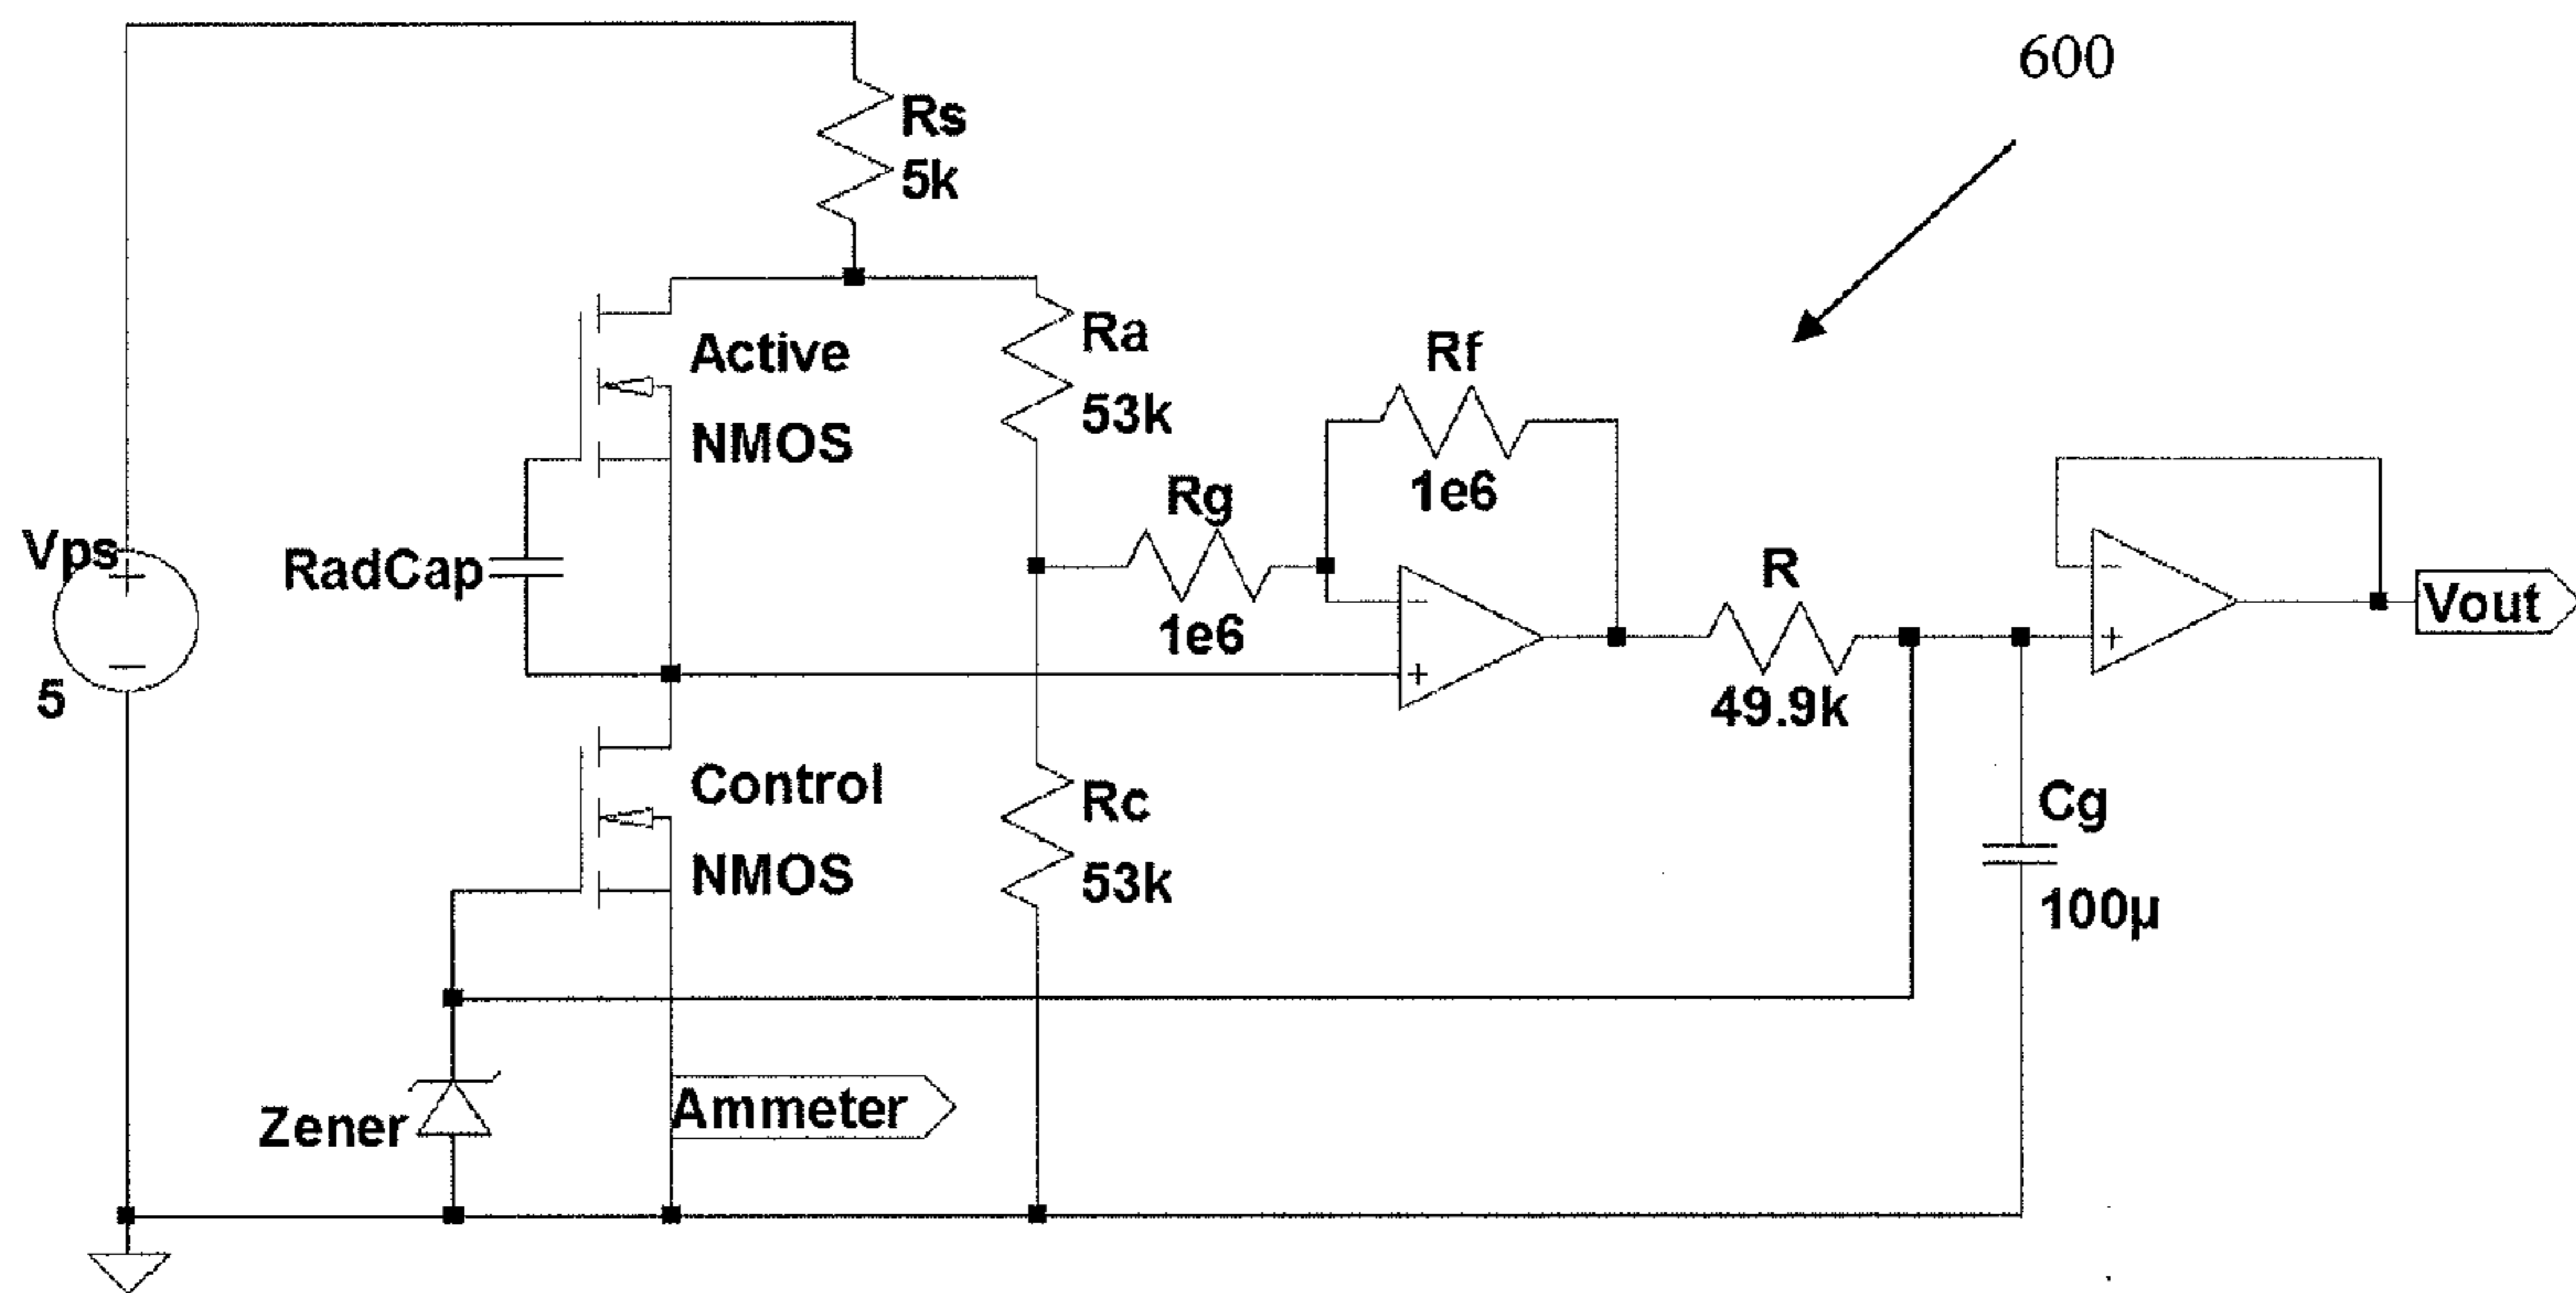 600
Rs
5k
Active
NMOS
Ra
53k
Rf
1e6
Rg
1e6
Vps
+
−
5
RadCap
R
49.9k
−
+
−
+
Vout
Control
NMOS
Rc
53k
Cg
100µ
Zener
Ammeter